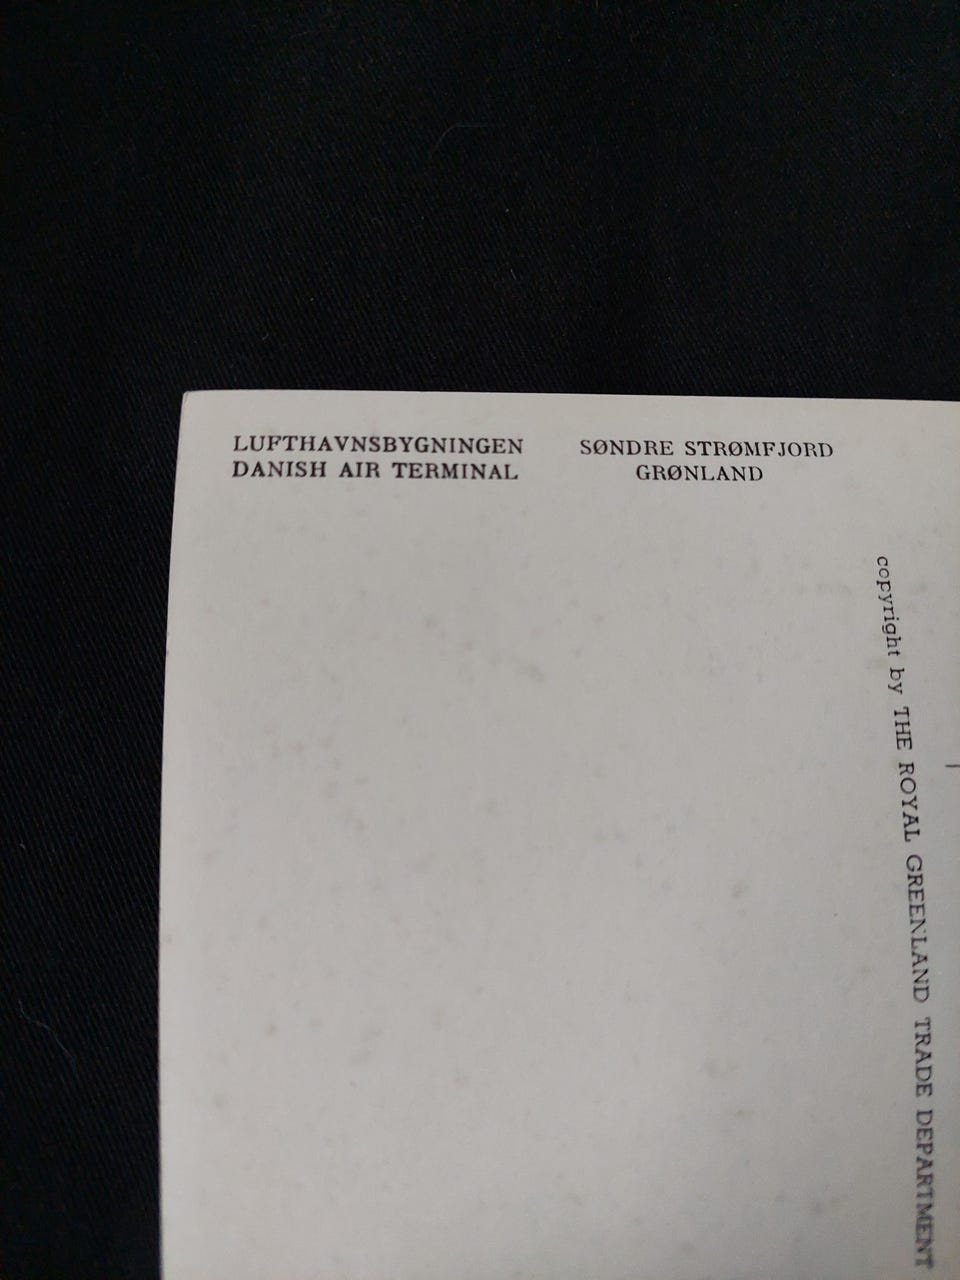 LUFTHAVNSBYGNINGEN
DANISH AIR TERMINAL
SØNDRE STRØMFJORD
GRØNLAND
copyright by THE ROYAL GREENLAND TRADE DEPARTMENT